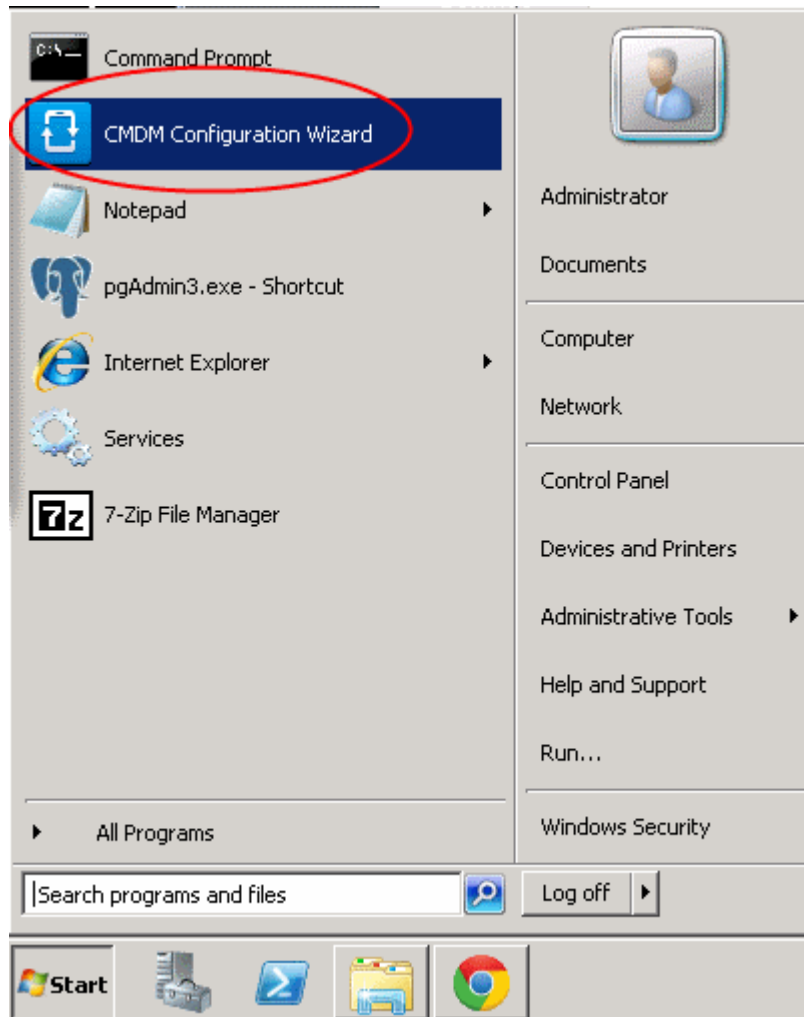 C:\_
Command Prompt
CMDM Configuration Wizard
Notepad
pgAdmin3.exe - Shortcut
Internet Explorer
Services
7z
7-Zip File Manager
All Programs
Search programs and files
Administrator
Documents
Computer
Network
Control Panel
Devices and Printers
Administrative Tools
Help and Support
Run...
Windows Security
Log off
Start